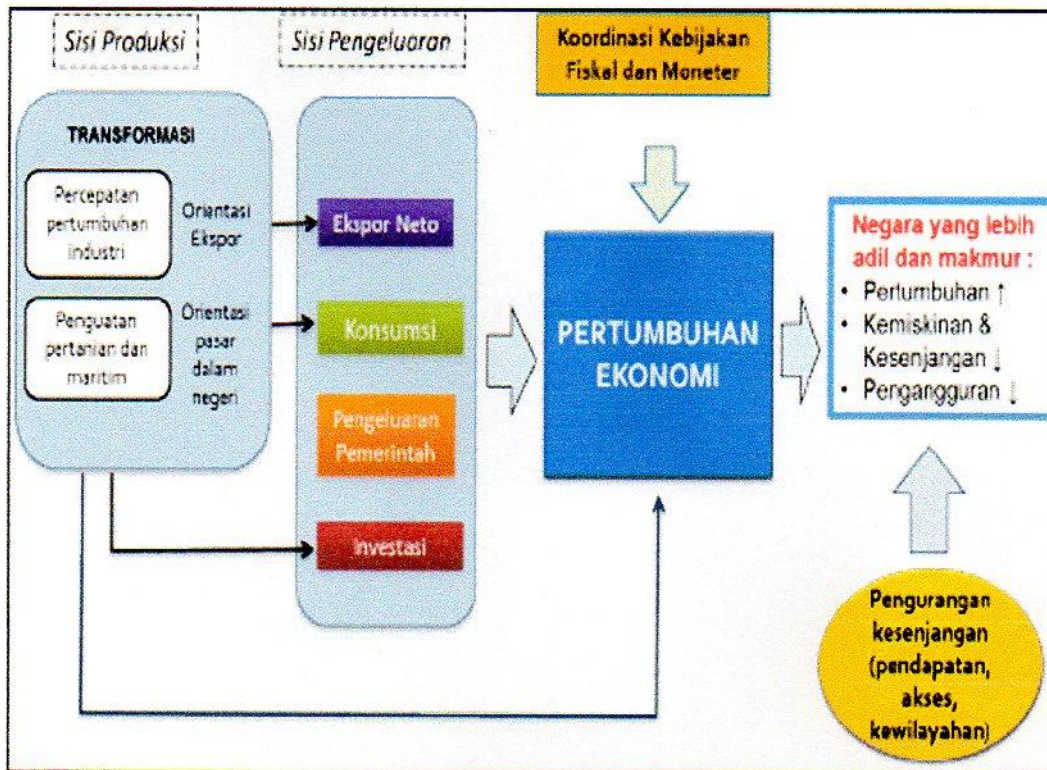 Sisi Produksi
Sisi Pengeluaran
Koordinasi Kebijakan
Fiskal dan Moneter
TRANSFORMASI
Percepatan
pertumbuhan
industri
Orientasi
Ekspor
Penguatan
pertanian dan
maritim
Orientasi
pasar
dalam
negeri
Ekspor Neto
Konsumsi
Pengeluaran
Pemerintah
Investasi
PERTUMBUHAN
EKONOMI
Negara yang lebih
adil dan makmur :
• Pertumbuhan ↑
• Kemiskinan &
Kesenjangan ↓
• Pengangguran ↓
Pengurangan
kesenjangan
(pendapatan,
akses,
kewilayahan)